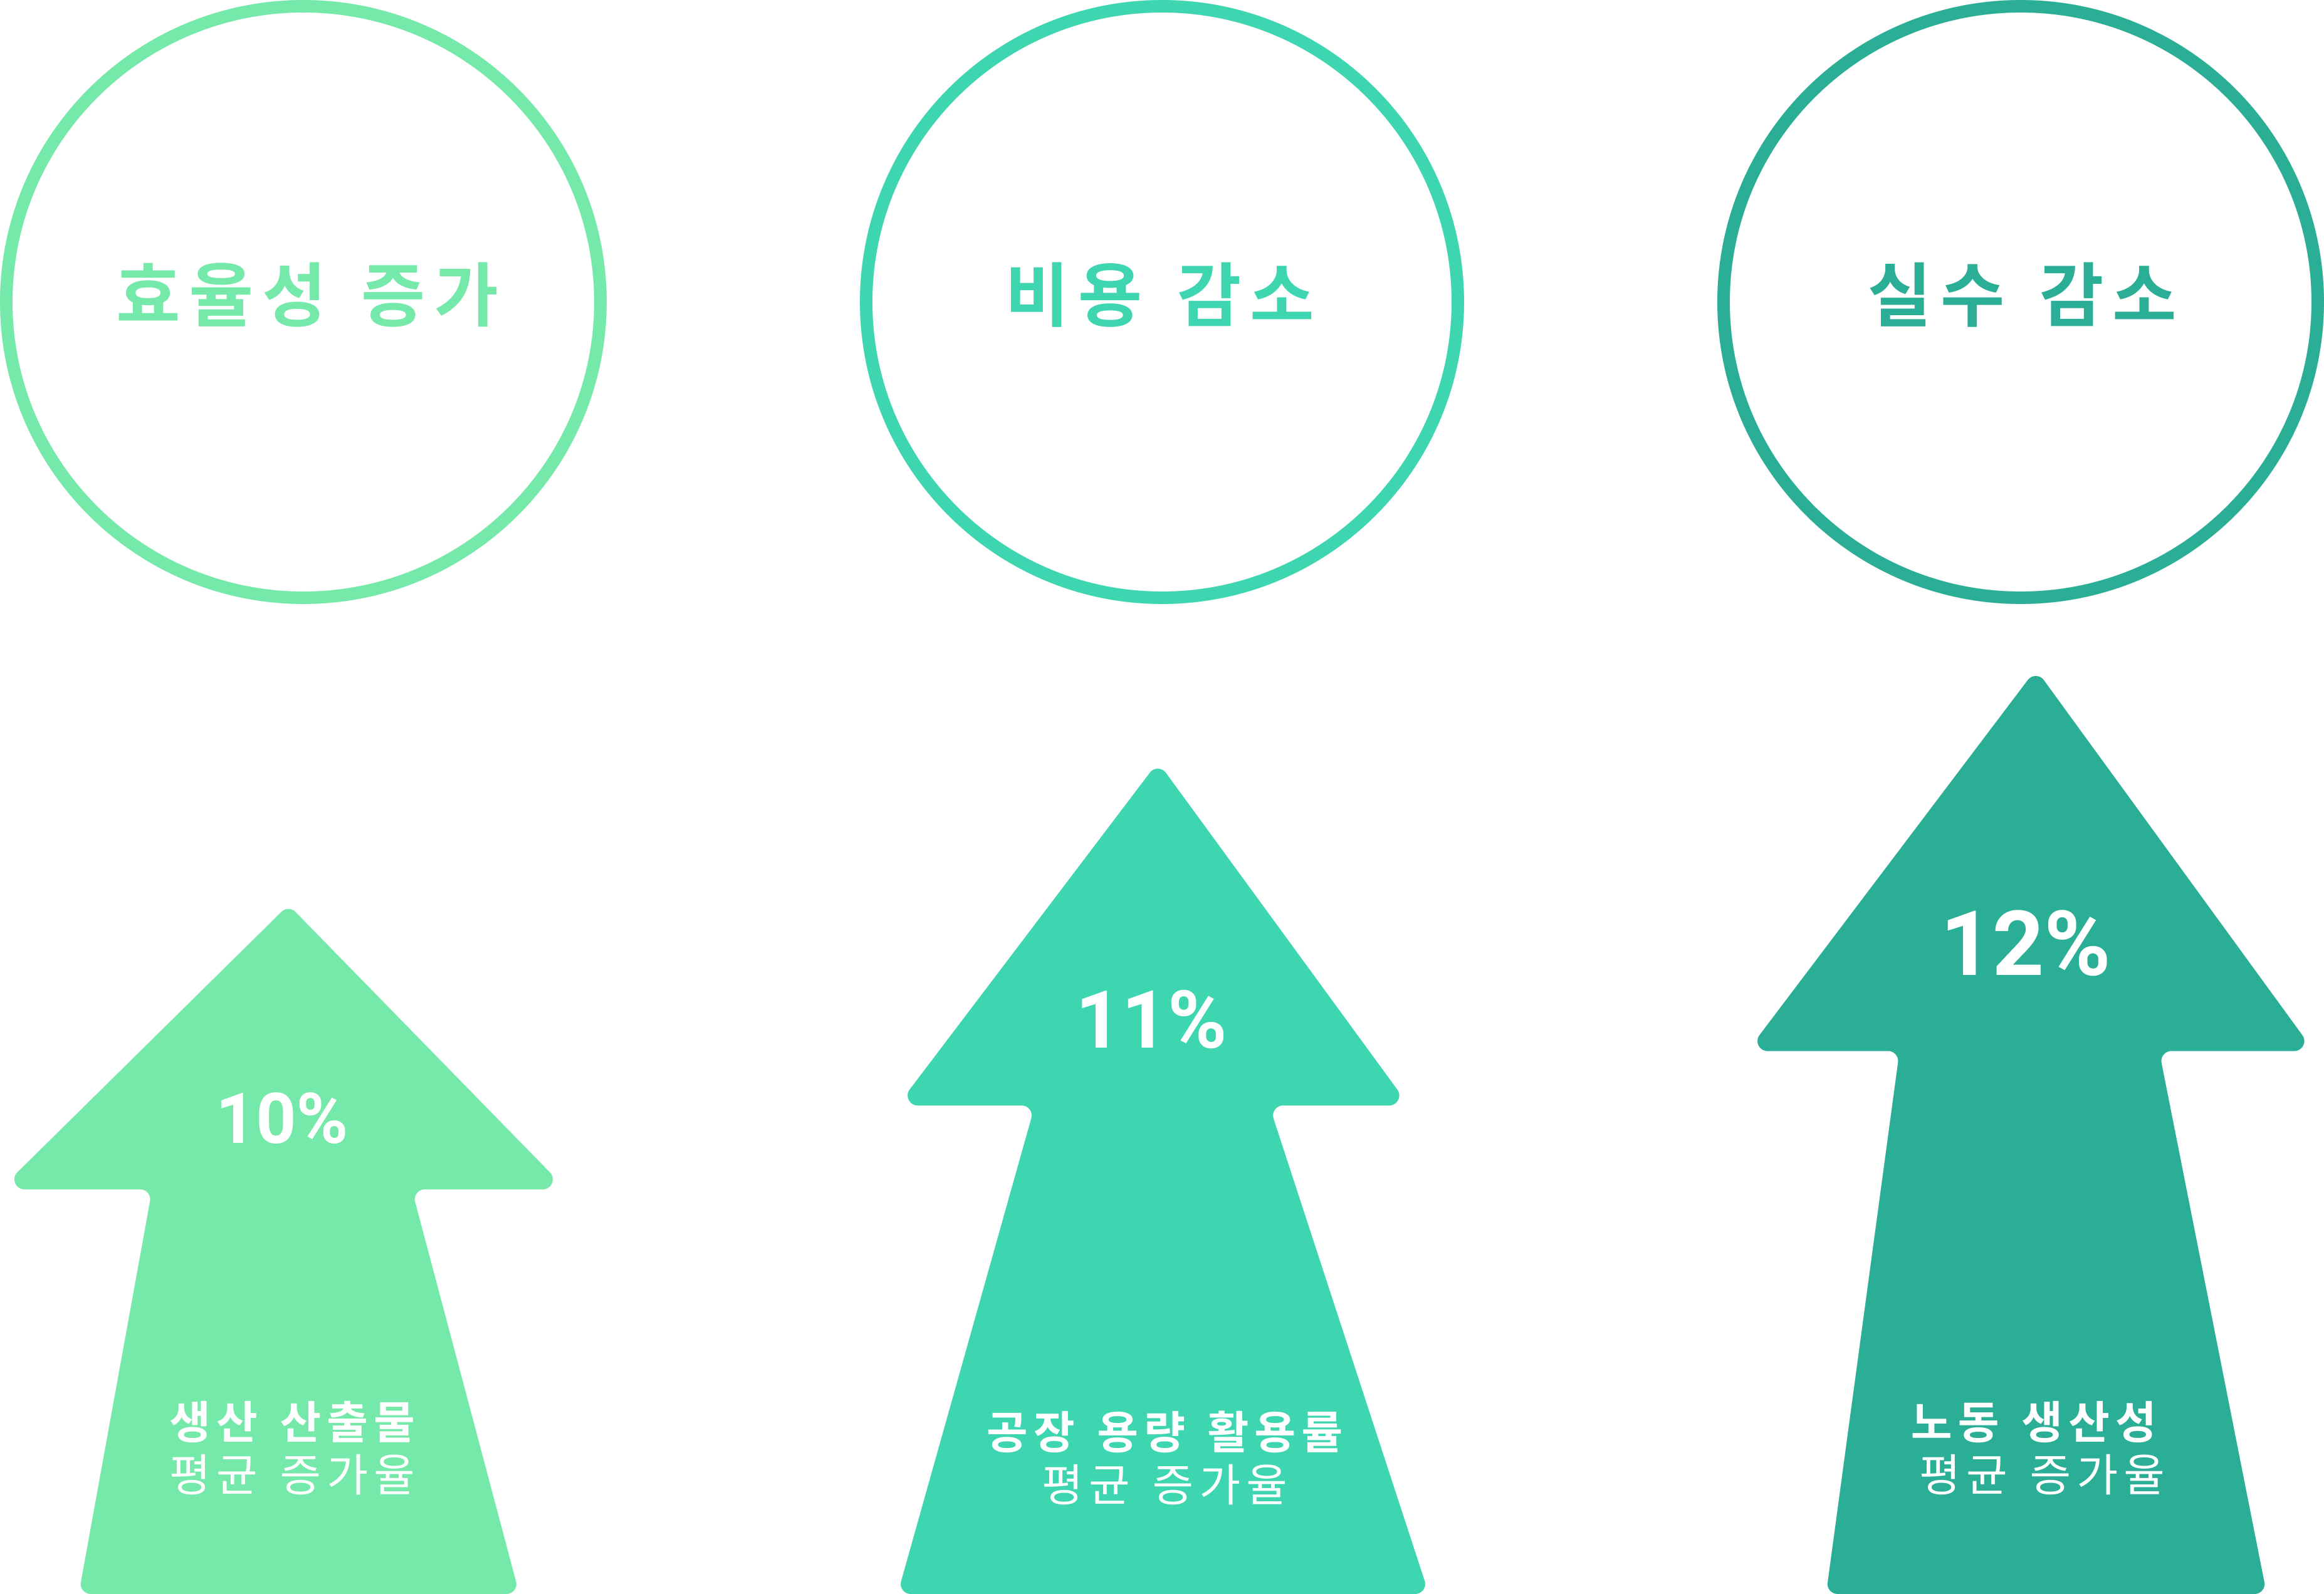 효율성 증가
비용 감소
실수 감소
10%
생산 산출물
평균 증가율
11%
공장 용량 활용률
평균 증가율
12%
노동 생상성
평균 증가율